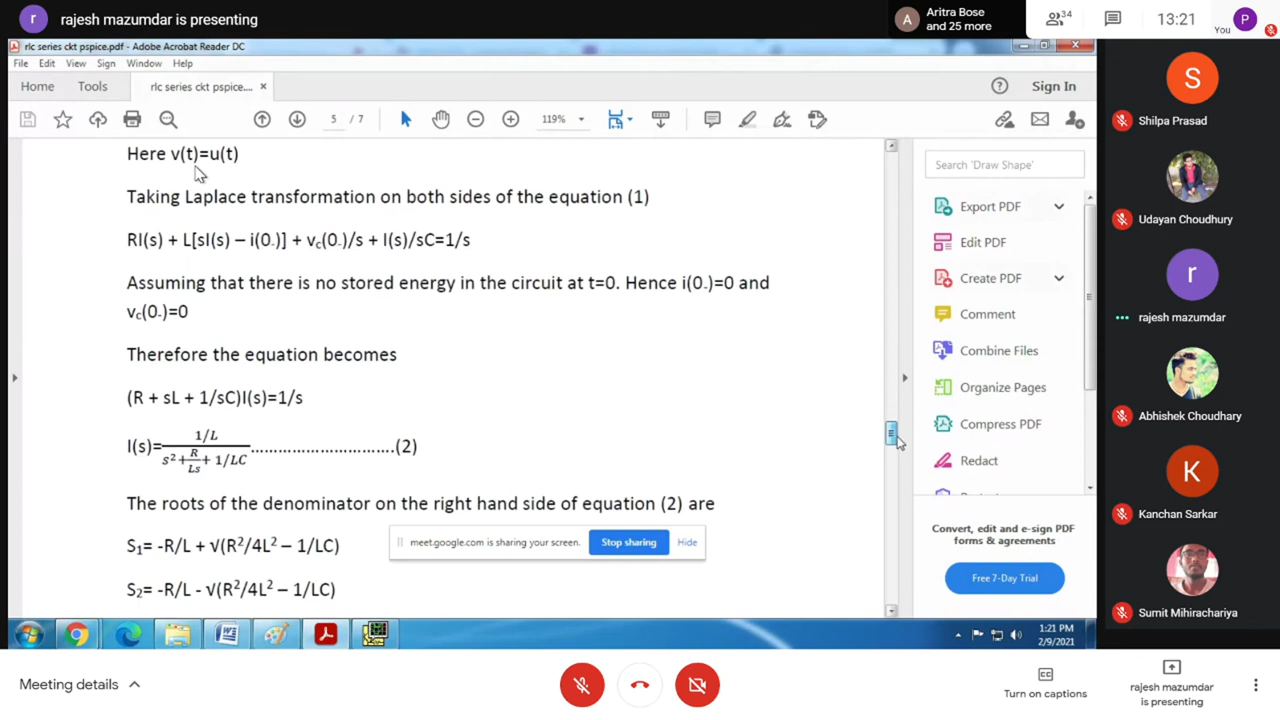 r rajesh mazumdar is presenting
A Aritra Bose
and 25 more
34
13:21
You P
rlc series ckt pspice.pdf - Adobe Acrobat Reader DC
File Edit View Sign Window Help
Home Tools rlc series ckt pspice.... × Sign In
5 / 7 119%
Here v(t)=u(t)
Taking Laplace transformation on both sides of the equation (1)
RI(s) + L[sI(s) – i(0-)] + vc(0-)/s + I(s)/sC=1/s
Assuming that there is no stored energy in the circuit at t=0. Hence i(0-)=0 and
vc(0-)=0
Therefore the equation becomes
(R + sL + 1/sC)I(s)=1/s
I(s)= 1/L / s² + R/Ls + 1/LC ................................(2)
The roots of the denominator on the right hand side of equation (2) are
S1= -R/L + √(R²/4L² – 1/LC)
S2= -R/L - √(R²/4L² – 1/LC)
meet.google.com is sharing your screen. Stop sharing Hide
Search 'Draw Shape'
Export PDF
Edit PDF
Create PDF
Comment
Combine Files
Organize Pages
Compress PDF
Redact
Convert, edit and e-sign PDF
forms & agreements
Free 7-Day Trial
S
Shilpa Prasad
Udayan Choudhury
r
rajesh mazumdar
Abhishek Choudhary
K
Kanchan Sarkar
Sumit Mihirachariya
1:21 PM
2/9/2021
Meeting details
Turn on captions
rajesh mazumdar
is presenting